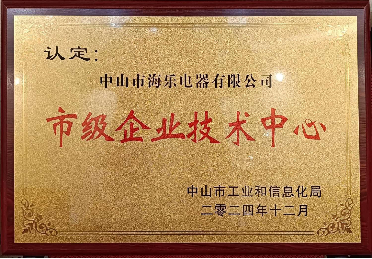 认定：
中山市海乐电器有限公司
市级企业技术中心
中山市工业和信息化局
二零二四年十二月